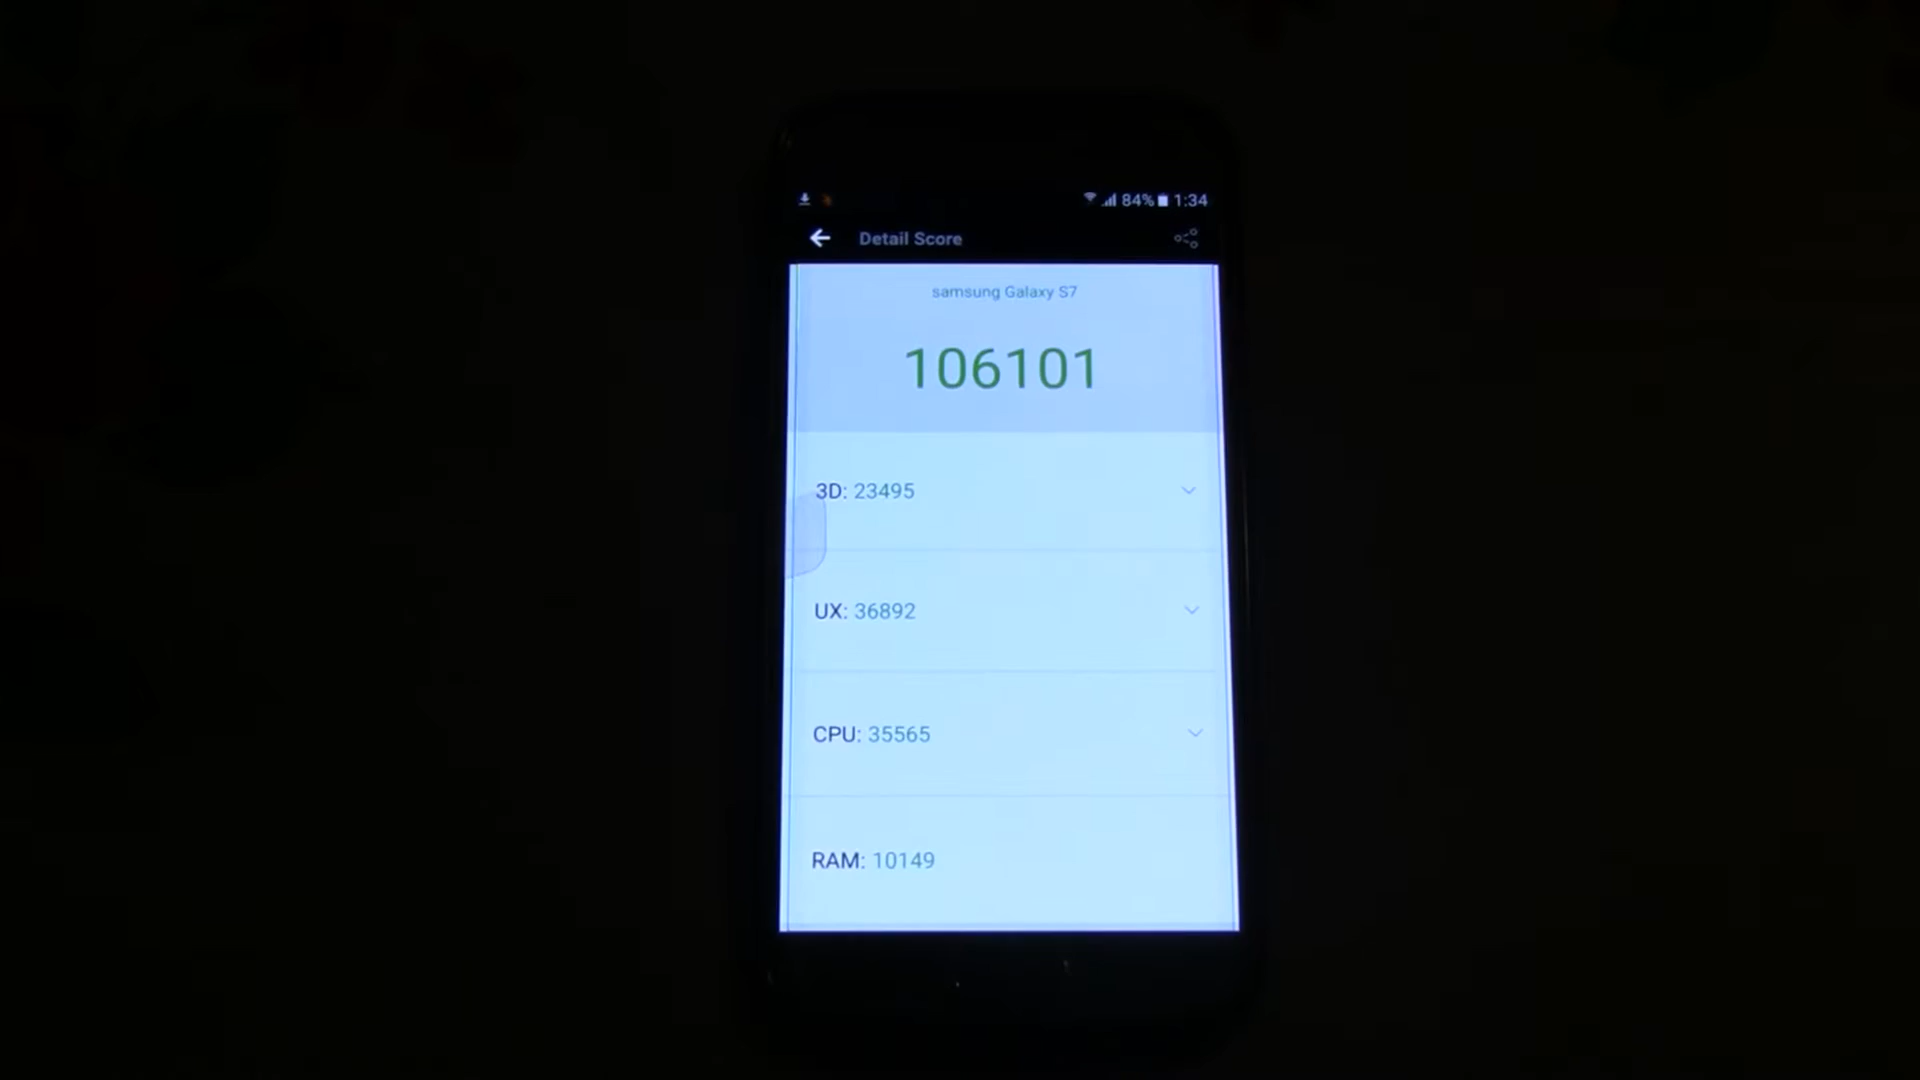 84% 1:34
Detail Score
samsung Galaxy S7
106101
3D: 23495
UX: 36892
CPU: 35565
RAM: 10149